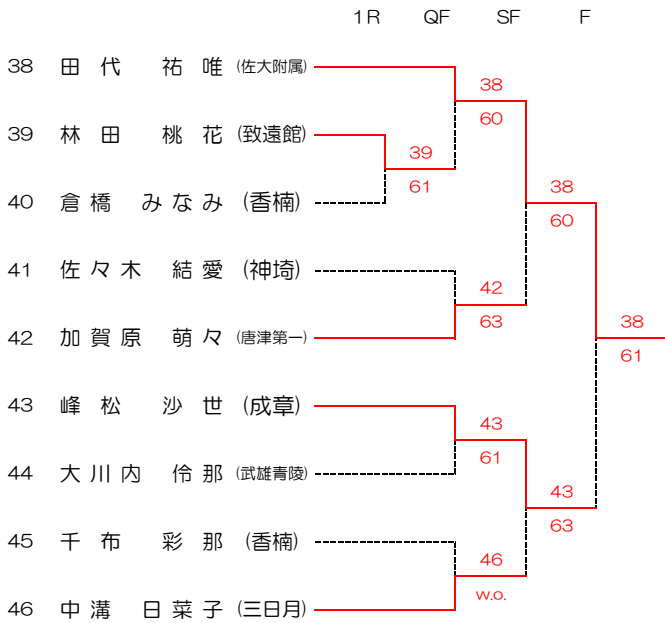 1R QF SF F
38 田代 祐唯 (佐大附属)
38
60
39 林田 桃花 (致遠館)
39
61
40 倉橋 みなみ (香楠)
38
60
41 佐々木 結愛 (神埼)
42
63
42 加賀原 萌々 (唐津第一)
38
61
43 峰松 沙世 (成章)
43
61
44 大川内 伶那 (武雄青陵)
43
63
45 千布 彩那 (香楠)
46
w.o.
46 中溝 日菜子 (三日月)